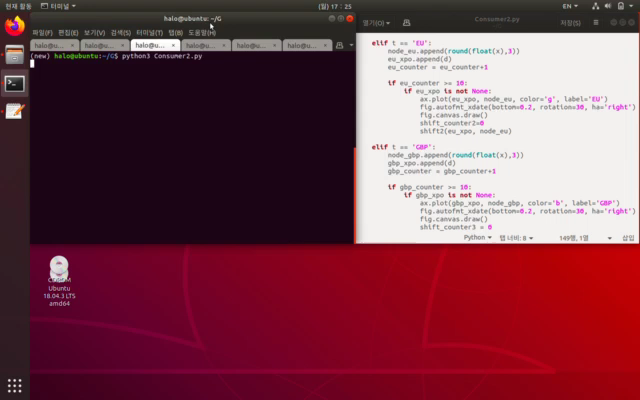 현재 활동
터미널
(월) 17 : 25
EN
halo@ubuntu: ~/G
파일(F) 편집(E) 보기(V) 검색(S) 터미널(T) 탭(B) 도움말(H)
halo@u... halo@u... halo@u... halo@u... halo@u... halo@u...
(new) halo@ubuntu:~/G$ python3 Consumer2.py
열기(O)
Consumer2.py
저장(S)
elif t == 'EU':
node_eu.append(round(float(x),3))
eu_xpo.append(d)
eu_counter = eu_counter+1
if eu_counter >= 10:
if eu_xpo is not None:
ax.plot(eu_xpo, node_eu, color='g', label='EU')
fig.autofmt_xdate(bottom=0.2, rotation=30, ha='right')
fig.canvas.draw()
shift_counter2=0
shift2(eu_xpo, node_eu)
elif t == 'GBP':
node_gbp.append(round(float(x),3))
gbp_xpo.append(d)
gbp_counter = gbp_counter+1
if gbp_counter >= 10:
if gbp_xpo is not None:
ax.plot(gbp_xpo, node_gbp, color='b', label='GBP')
fig.autofmt_xdate(bottom=0.2, rotation=30, ha='right')
fig.canvas.draw()
shift_counter3 = 0
Python 탭 너비: 8 149행, 1열 삽입
Ubuntu
18.04.3 LTS
amd64